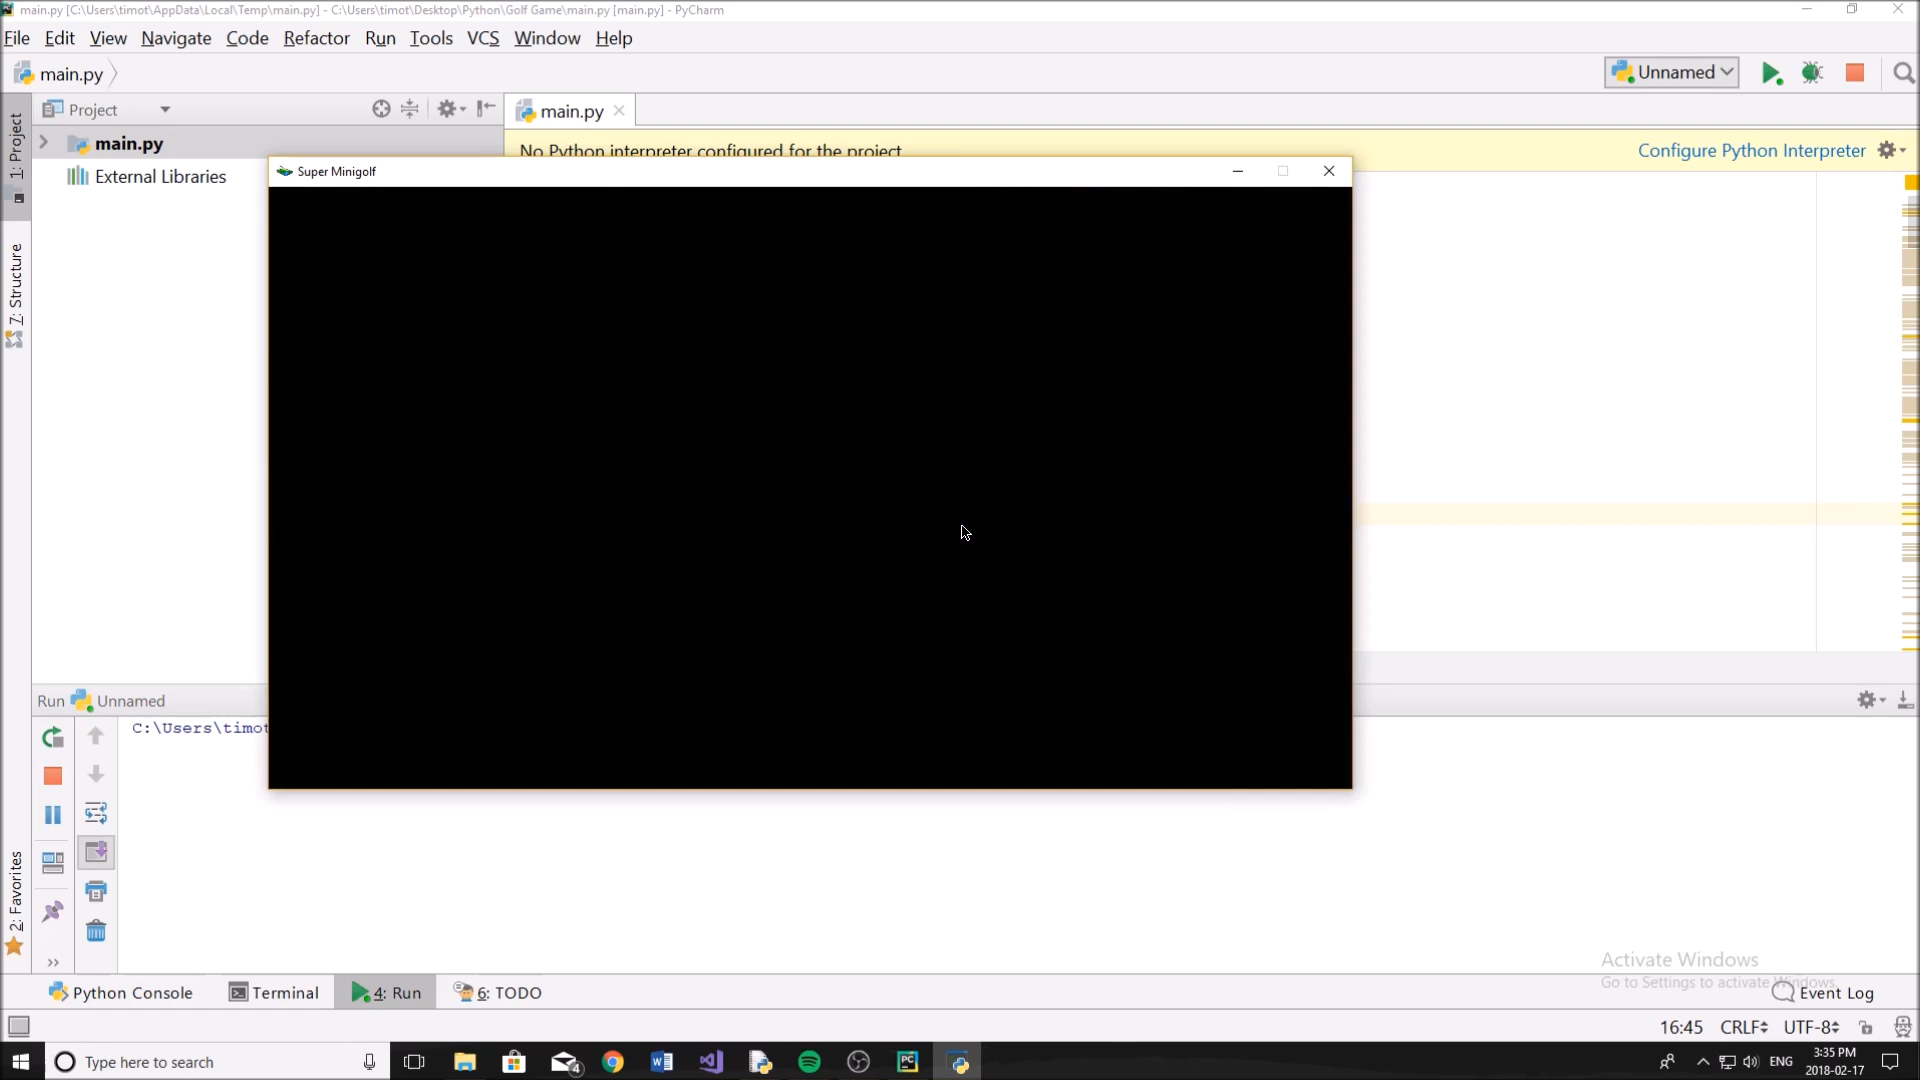 main.py [C:\Users\timot\AppData\Local\Temp\main.py] - C:\Users\timot\Desktop\Python\Golf Game\main.py [main.py] - PyCharm
File Edit View Navigate Code Refactor Run Tools VCS Window Help
main.py
Unnamed
1: Project
Project
main.py
main.py
External Libraries
No Python interpreter configured for the project
Configure Python Interpreter
Super Minigolf
7: Structure
Run Unnamed
C:\Users\timot
2: Favorites
Activate Windows
Go to Settings to activate Windows.
Python Console
Terminal
4: Run
6: TODO
Event Log
16:45 CRLF UTF-8
Type here to search
4
ENG
3:35 PM
2018-02-17